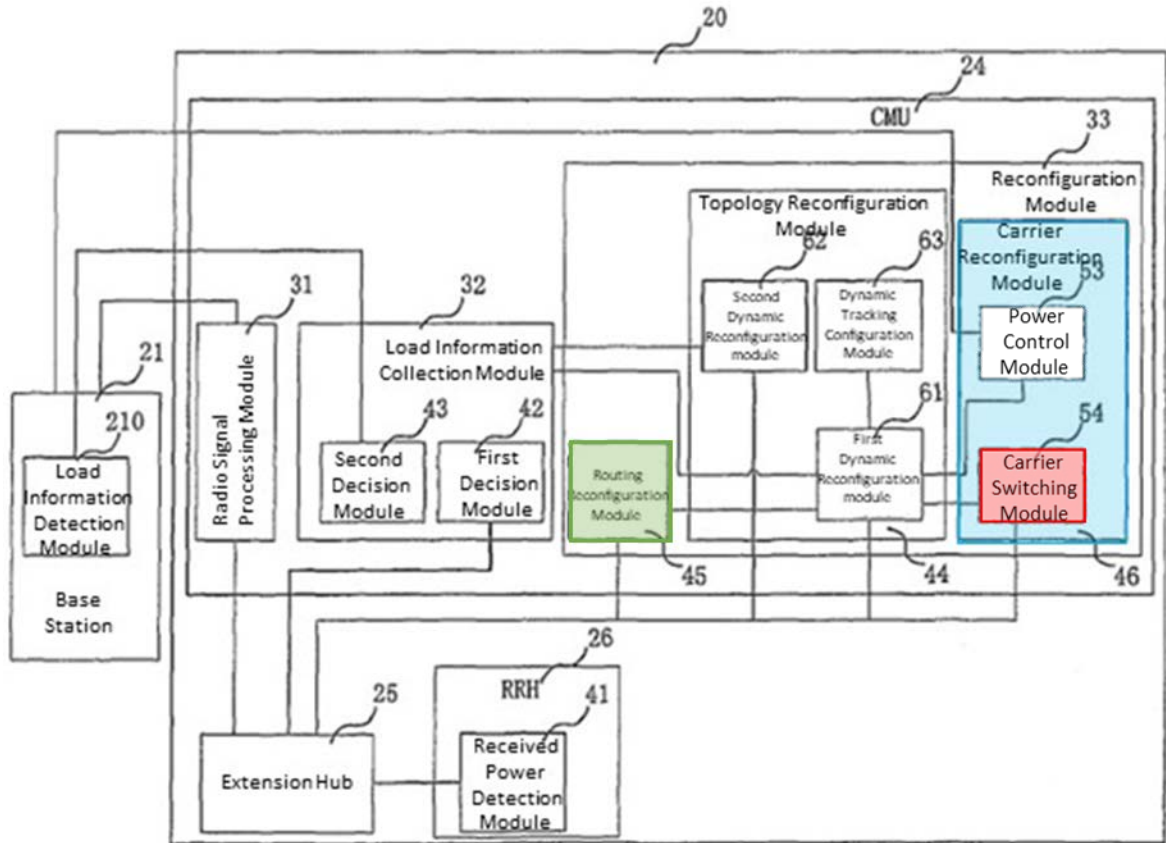 20
24
CMU
33
Reconfiguration
Module
Topology Reconfiguration
Module
62
63
Carrier
Reconfiguration
Module
53
31
32
Second
Dynamic
Reconfiguration
module
Dynamic
Tracking
Configuration
Module
Power
Control
Module
21
Load Information
Collection Module
61
210
Load
Information
Detection
Module
Radio Signal
Processing Module
43
42
Second
Decision
Module
First
Decision
Module
Routing
Reconfiguration
Module
First
Dynamic
Reconfiguration
module
54
Carrier
Switching
Module
45
44
46
Base
Station
26
RRH
25
41
Extension Hub
Received
Power
Detection
Module